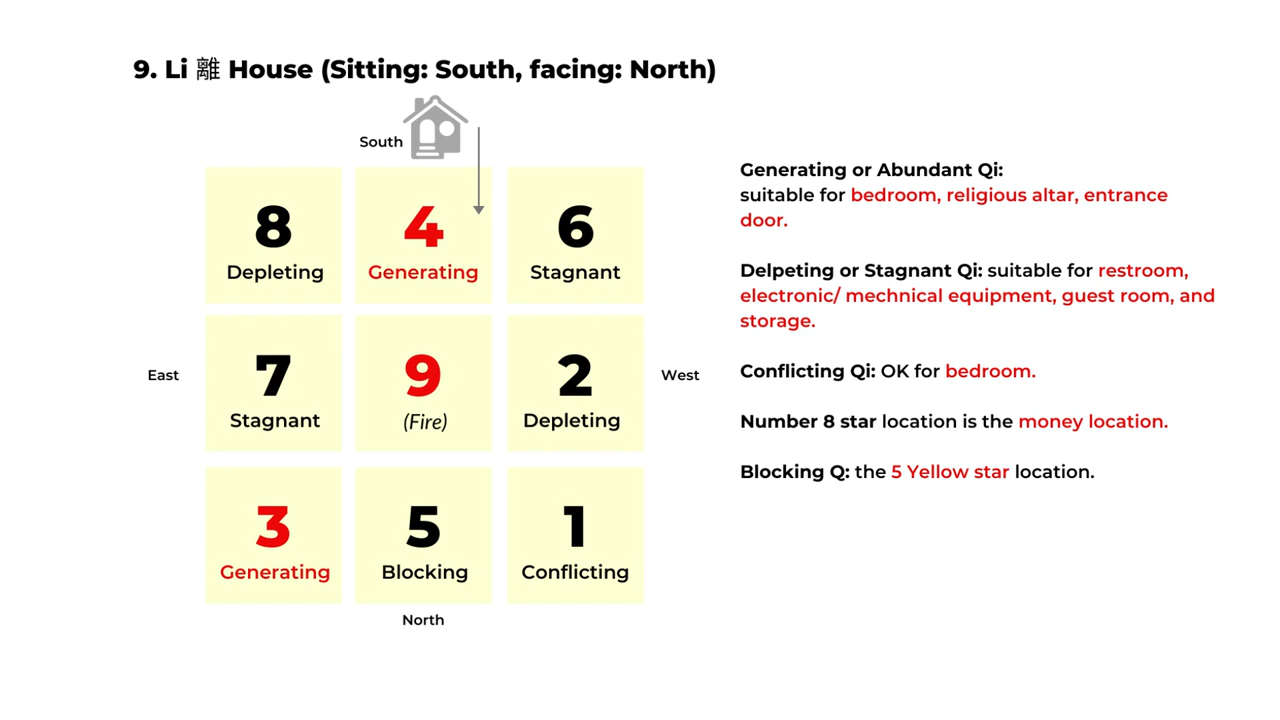 9. Li 離 House (Sitting: South, facing: North)
South
8
Depleting
4
Generating
6
Stagnant
East
7
Stagnant
9
(Fire)
2
Depleting
West
3
Generating
5
Blocking
1
Conflicting
North
Generating or Abundant Qi:
suitable for bedroom, religious altar, entrance
door.
Delpeting or Stagnant Qi: suitable for restroom,
electronic/ mechnical equipment, guest room, and
storage.
Conflicting Qi: OK for bedroom.
Number 8 star location is the money location.
Blocking Q: the 5 Yellow star location.